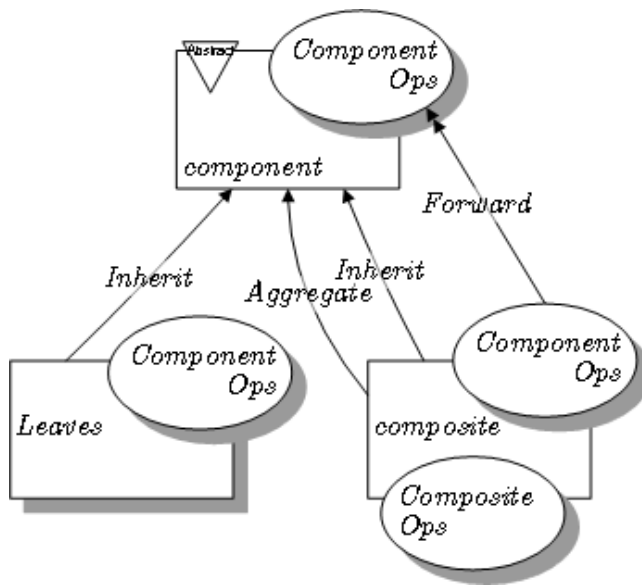 Abstract
Component
Ops
component
Forward
Inherit
Inherit
Aggregate
Component
Ops
Component
Ops
Leaves
composite
Composite
Ops